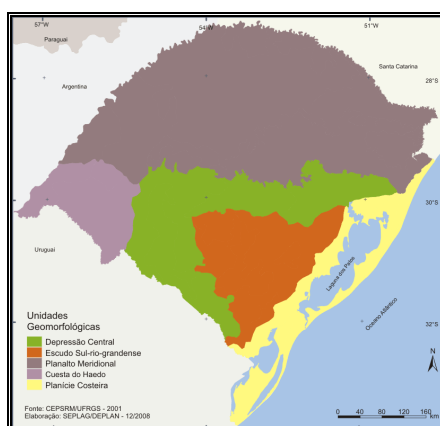 57°W
54°W
51°W
Paraguai
Santa Catarina
28°S
Argentina
30°S
Uruguai
Laguna dos Patos
Oceano Atlântico
32°S
Unidades
Geomorfológicas
Depressão Central
Escudo Sul-rio-grandense
Planalto Meridional
Cuesta do Haedo
Planície Costeira
N
Fonte: CEPSRM/UFRGS - 2001
Elaboração: SEPLAG/DEPLAN - 12/2008
0 40 80 120 160
km